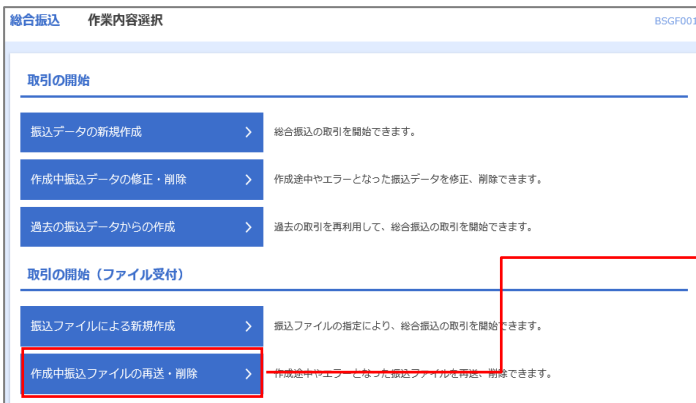 総合振込 作業内容選択 BSGF001
取引の開始
振込データの新規作成 総合振込の取引を開始できます。
作成中振込データの修正・削除 作成途中やエラーとなった振込データを修正、削除できます。
過去の振込データからの作成 過去の取引を再利用して、総合振込の取引を開始できます。
取引の開始（ファイル受付）
振込ファイルによる新規作成 振込ファイルの指定により、総合振込の取引を開始できます。
作成中振込ファイルの再送・削除 作成途中やエラーとなった振込ファイルを再送、削除できます。